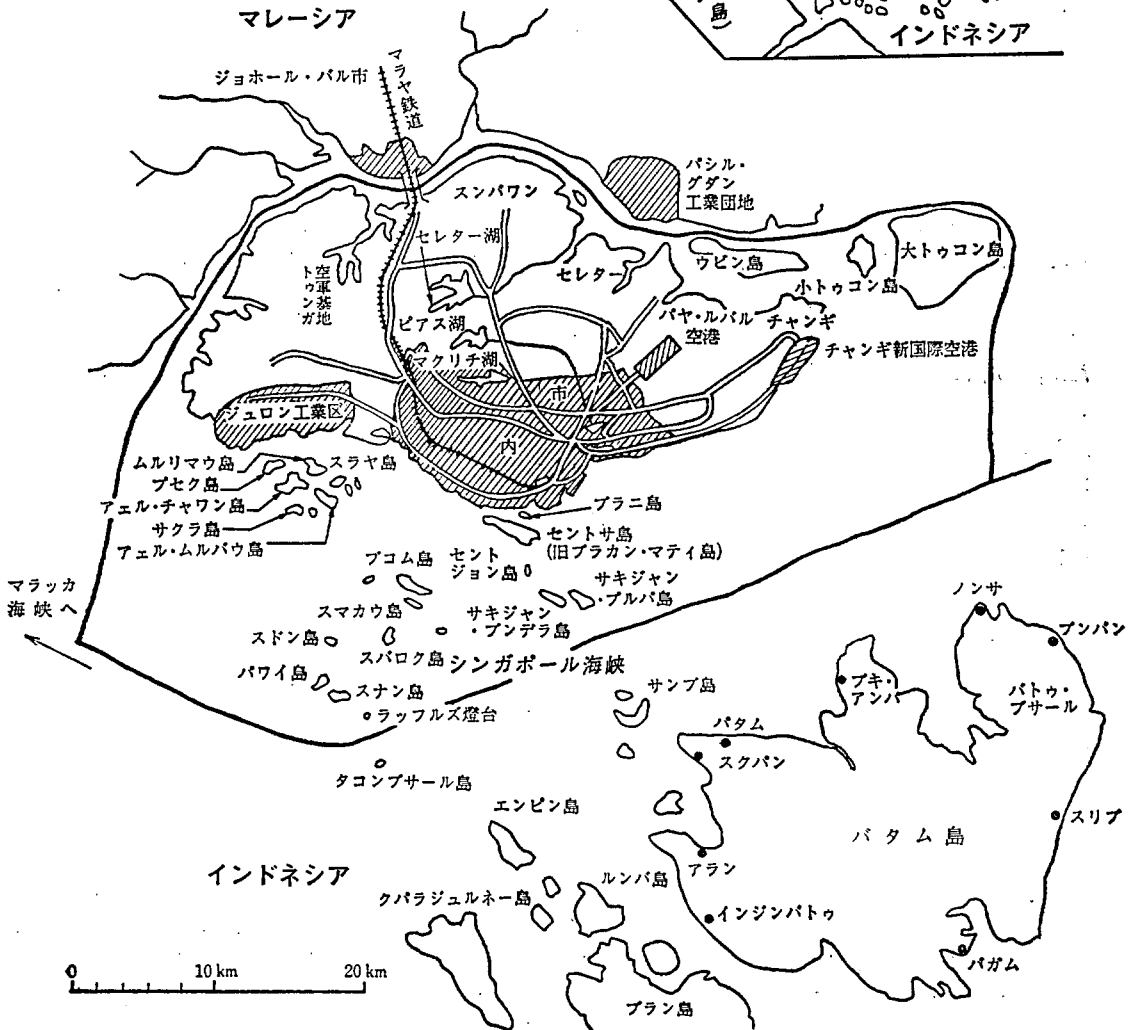 マレーシア
島)
インドネシア
ジョホール・バル市
マラヤ鉄道
パシル・
グダン
工業団地
スンバワン
セレター湖
空軍基地
トゥンガ
セレター
ウビン島
大トゥコン島
小トゥコン島
ピアス湖
パヤ・ルバル
空港
チャンギ
チャンギ新国際空港
マクリチ湖
市
内
ジュロン工業区
ムルリマウ島
スラヤ島
プセク島
アェル・チャワン島
サクラ島
アェル・ムルバウ島
ブラニ島
セントサ島
(旧ブラカン・マティ島)
ブコム島
セント
ジョン島
サキジャン
・プルパ島
マラッカ
海峡へ
スマカウ島
サキジャン
・ブンデラ島
スドン島
スバロク島
シンガポール海峡
パワイ島
スナン島
ラッフルズ燈台
サンブ島
ノンサ
ブンパン
ブキ・
アンパ
バトゥ・
ブサール
バタム
スクパン
タコンブサール島
エンピン島
バタム島
スリブ
アラン
インドネシア
ルンバ島
クパラジュルネー島
インジンバトゥ
バガム
ブラン島
0
10 km
20 km